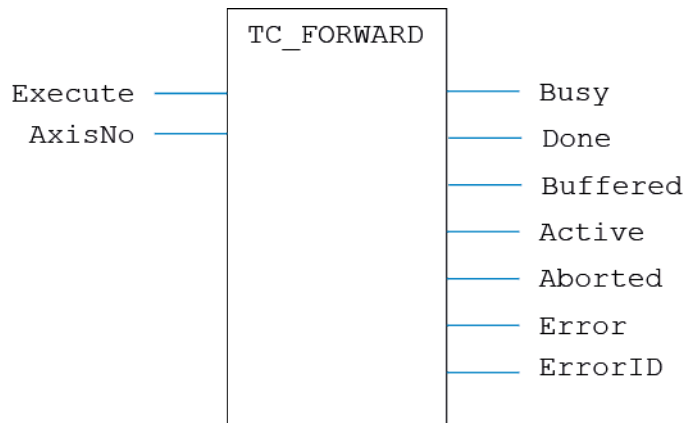 TC_FORWARD
Execute
AxisNo
Busy
Done
Buffered
Active
Aborted
Error
ErrorID